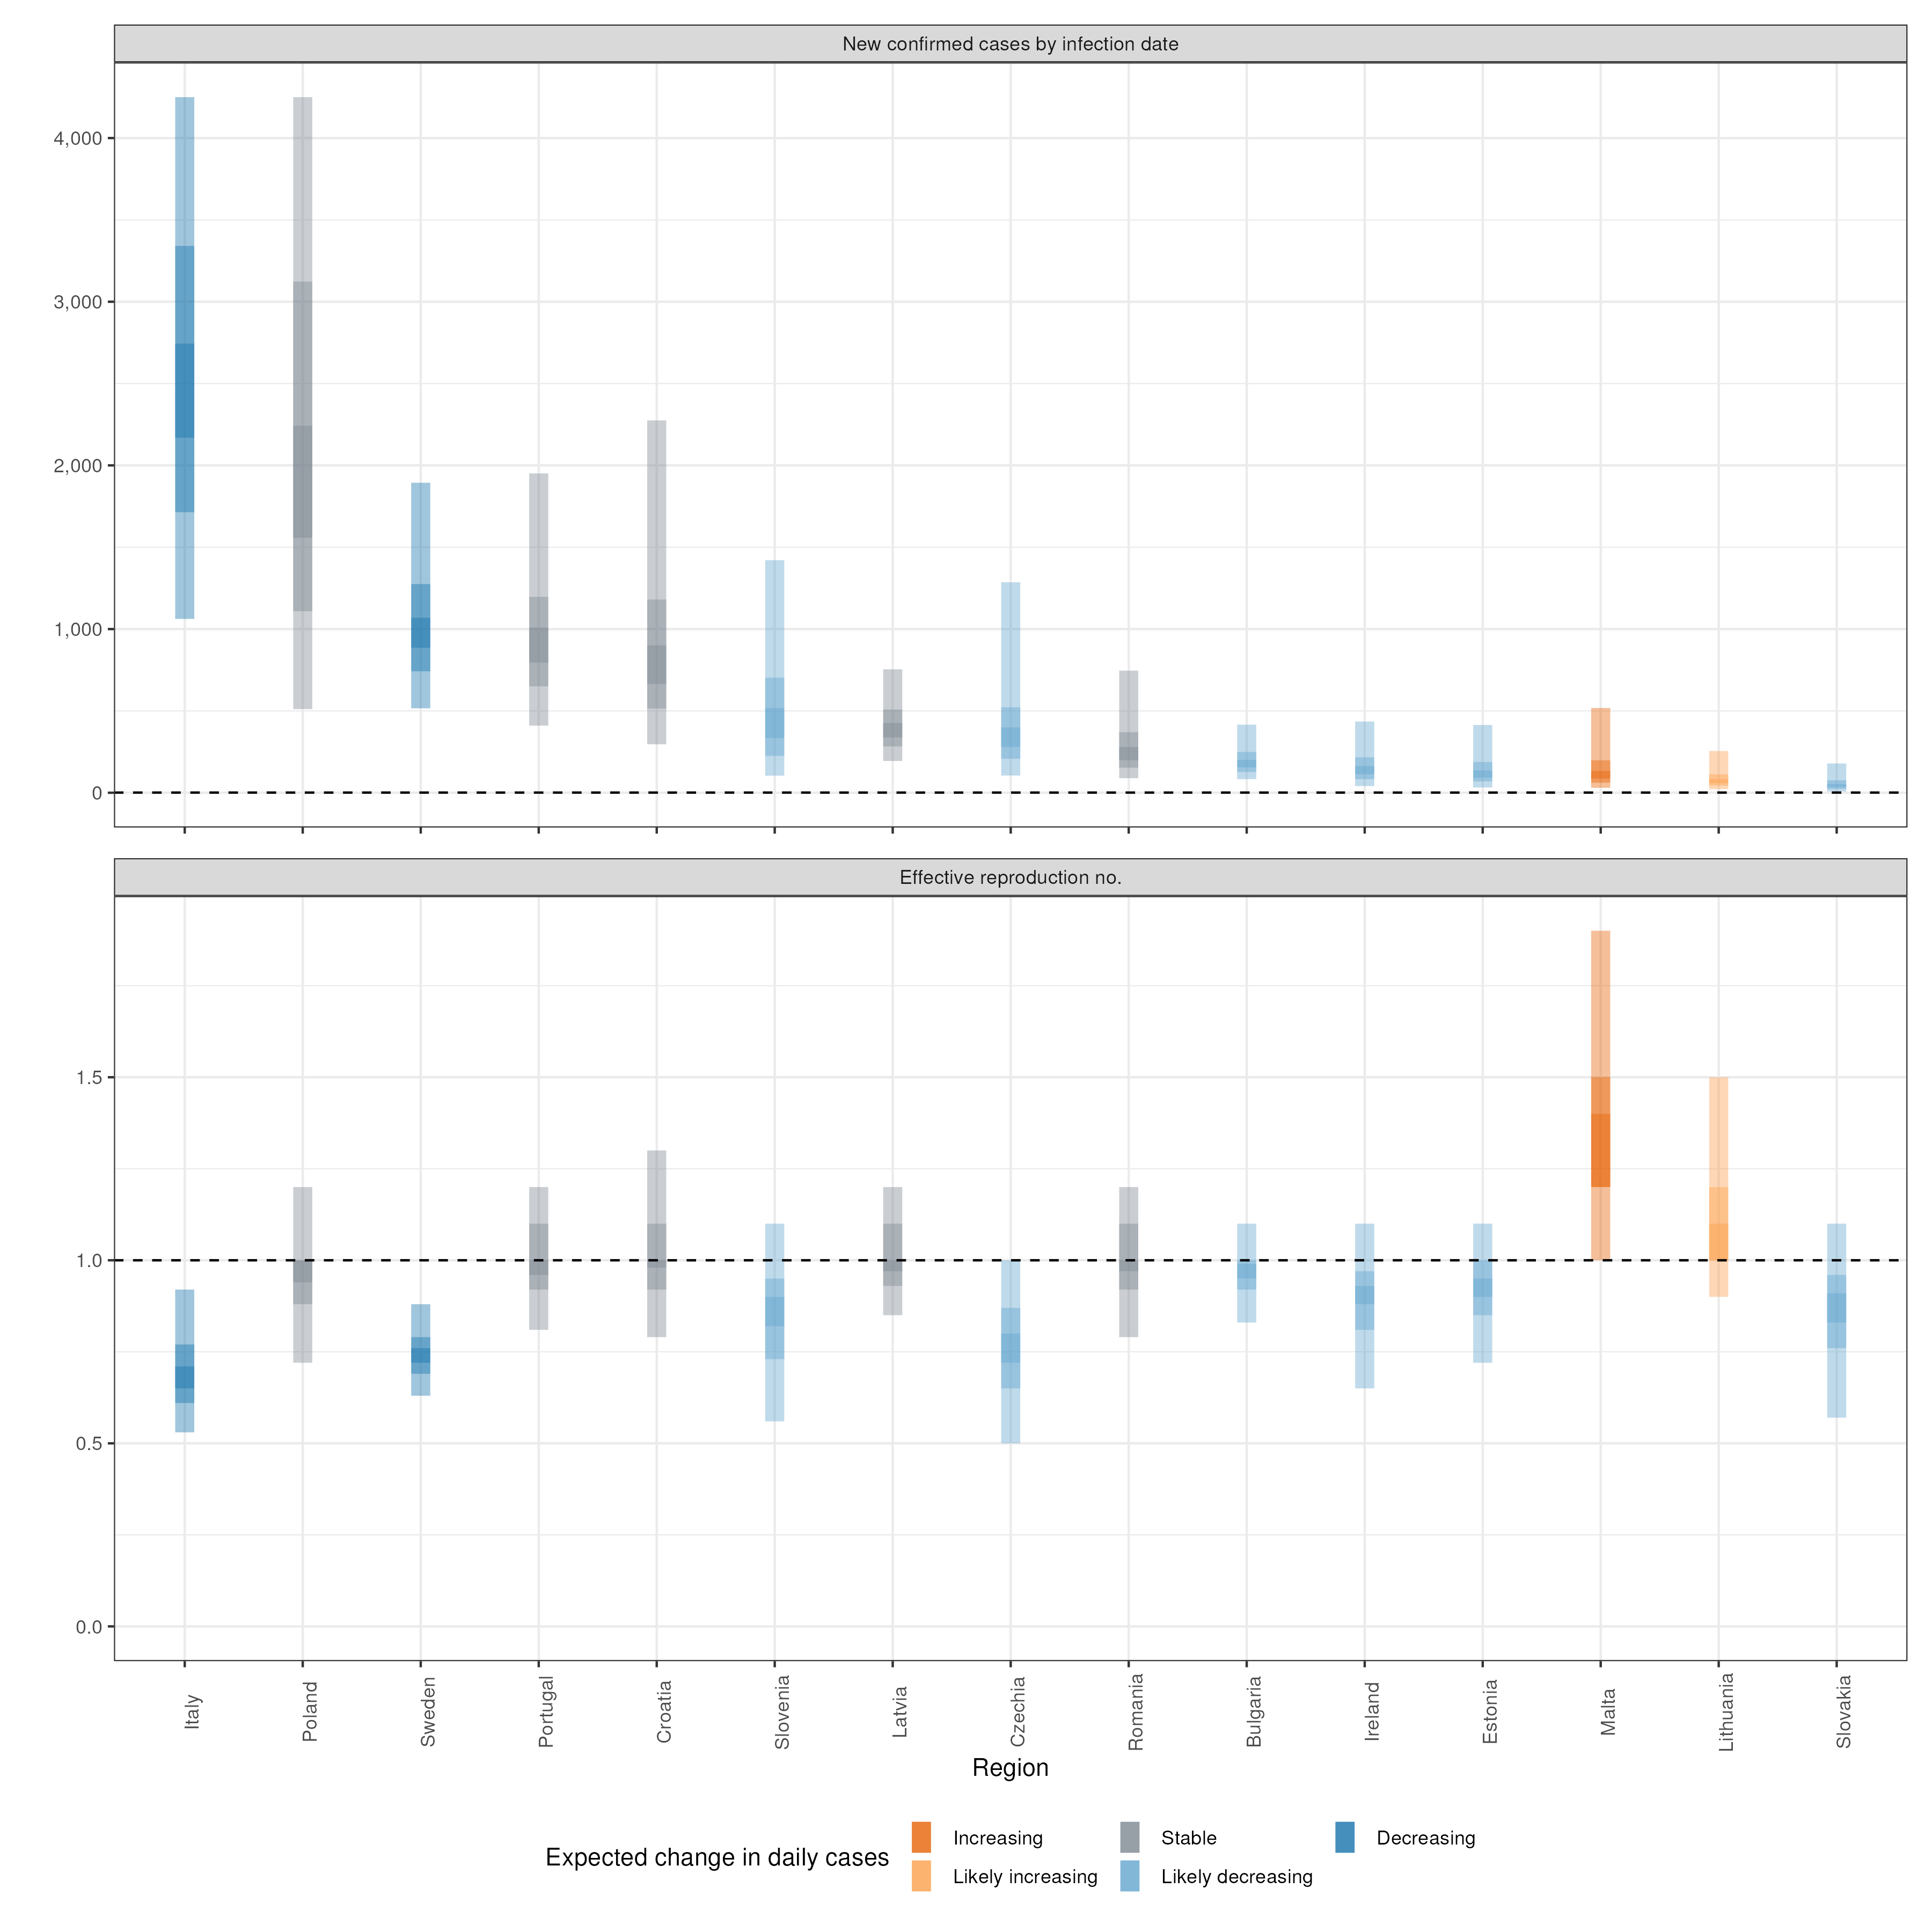 New confirmed cases by infection date
4,000
3,000
2,000
1,000
0
Effective reproduction no.
1.5
1.0
0.5
0.0
Italy
Poland
Sweden
Portugal
Croatia
Slovenia
Latvia
Czechia
Romania
Bulgaria
Ireland
Estonia
Malta
Lithuania
Slovakia
Region
Expected change in daily cases
Increasing
Likely increasing
Stable
Likely decreasing
Decreasing